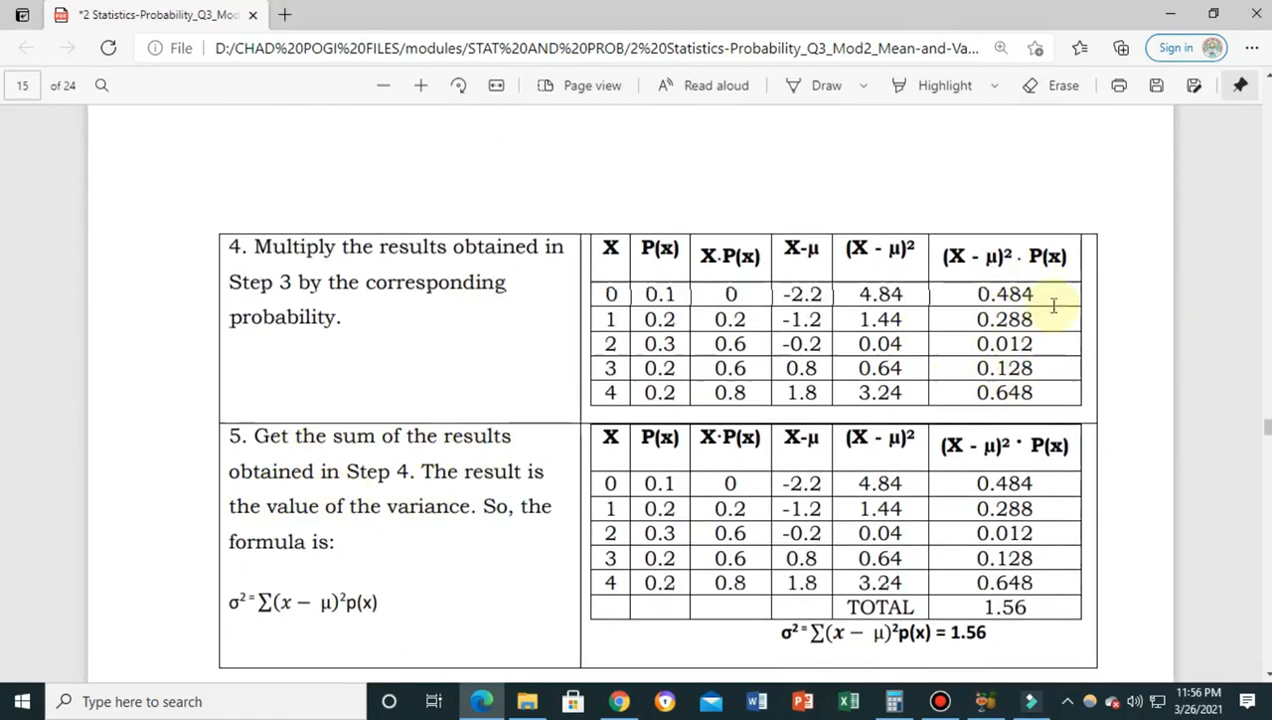 *2 Statistics-Probability_Q3_Mod
File
D:/CHAD%20POGI%20FILES/modules/STAT%20AND%20PROB/2%20Statistics-Probability_Q3_Mod2_Mean-and-Va...
Sign in
15 of 24
Page view
Read aloud
Draw
Highlight
Erase
4. Multiply the results obtained in
Step 3 by the corresponding
probability.
X P(x) X·P(x) X-μ (X - μ)² (X - μ)² · P(x)
0 0.1 0 -2.2 4.84 0.484
1 0.2 0.2 -1.2 1.44 0.288
2 0.3 0.6 -0.2 0.04 0.012
3 0.2 0.6 0.8 0.64 0.128
4 0.2 0.8 1.8 3.24 0.648
5. Get the sum of the results
obtained in Step 4. The result is
the value of the variance. So, the
formula is:
σ² = ∑(x − μ)²p(x)
X P(x) X·P(x) X-μ (X - μ)² (X - μ)² · P(x)
0 0.1 0 -2.2 4.84 0.484
1 0.2 0.2 -1.2 1.44 0.288
2 0.3 0.6 -0.2 0.04 0.012
3 0.2 0.6 0.8 0.64 0.128
4 0.2 0.8 1.8 3.24 0.648
TOTAL 1.56
σ² = ∑(x − μ)²p(x) = 1.56
Type here to search
11:56 PM
3/26/2021